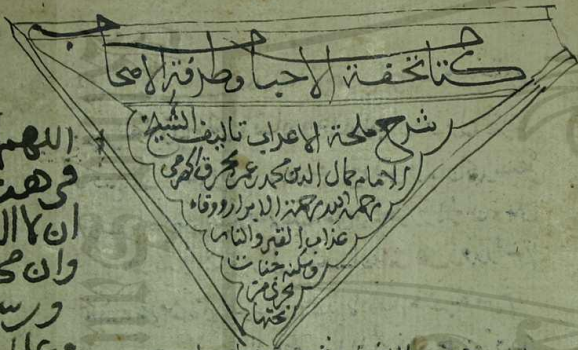 كتاب تحفة الاحباب وطرفة الاصحاب
شرح ملحة الاعراب تاليف الشيخ
الامام جمال الدين محمد بن عمر بحرق الحضرمي
رحمه الله رحمة الابرار ووقاه
عذاب القبر والنار
وسكنه جنات
تجري من
تحتها
اللهم
في هذ
ان لا ال
وان مح
ورس